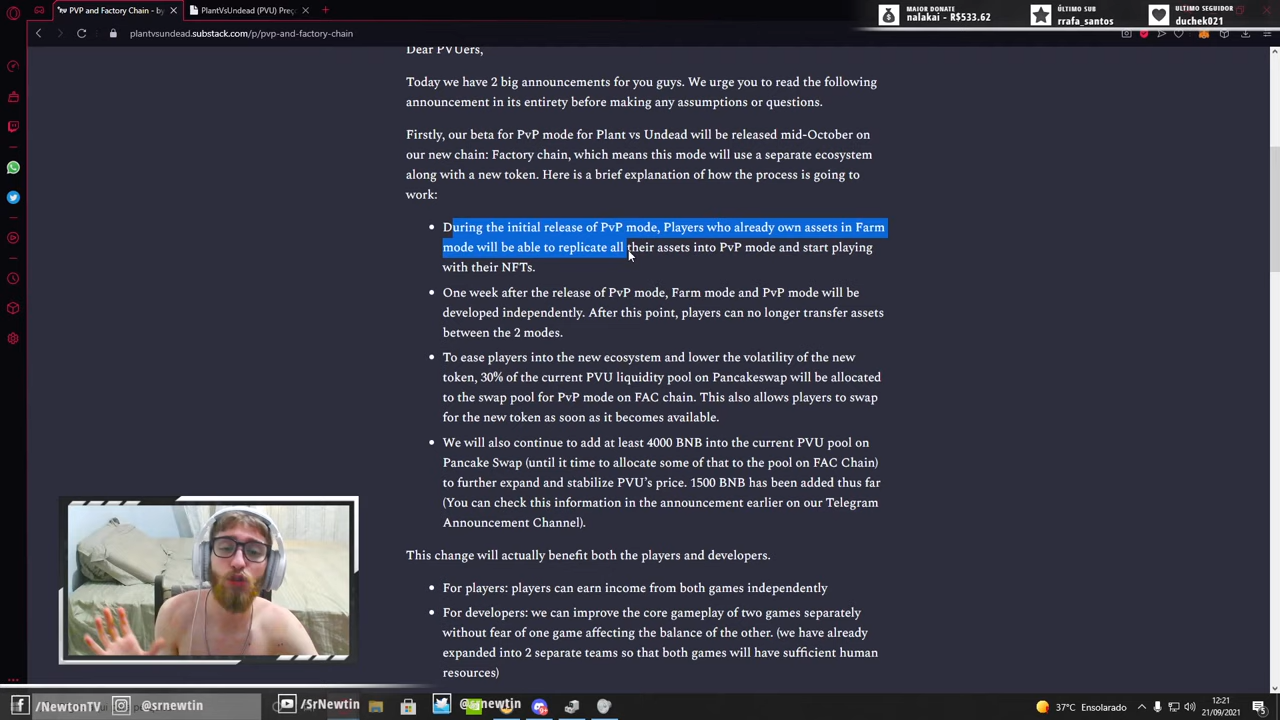 PVP and Factory Chain - by
PlantVsUndead (PVU) Preç
MAIOR DONATE
nalakai - R$533.62
ÚLTIMO SUB
rrafa_santos
ULTIMO SEGUIDOR
duchek021
plantvsundead.substack.com/p/pvp-and-factory-chain
Dear PVUers,
Today we have 2 big announcements for you guys. We urge you to read the following
announcement in its entirety before making any assumptions or questions.
Firstly, our beta for PvP mode for Plant vs Undead will be released mid-October on
our new chain: Factory chain, which means this mode will use a separate ecosystem
along with a new token. Here is a brief explanation of how the process is going to
work:
During the initial release of PvP mode, Players who already own assets in Farm
mode will be able to replicate all their assets into PvP mode and start playing
with their NFTs.
One week after the release of PvP mode, Farm mode and PvP mode will be
developed independently. After this point, players can no longer transfer assets
between the 2 modes.
To ease players into the new ecosystem and lower the volatility of the new
token, 30% of the current PVU liquidity pool on Pancakeswap will be allocated
to the swap pool for PvP mode on FAC chain. This also allows players to swap
for the new token as soon as it becomes available.
We will also continue to add at least 4000 BNB into the current PVU pool on
Pancake Swap (until it time to allocate some of that to the pool on FAC Chain)
to further expand and stabilize PVU's price. 1500 BNB has been added thus far
(You can check this information in the announcement earlier on our Telegram
Announcement Channel).
This change will actually benefit both the players and developers.
For players: players can earn income from both games independently
For developers: we can improve the core gameplay of two games separately
without fear of one game affecting the balance of the other. (we have already
expanded into 2 separate teams so that both games will have sufficient human
resources)
/NewtonTV
@srnewtin
/SrNewtin
@srnewtin
37°C Ensolarado
12:21
21/09/2021